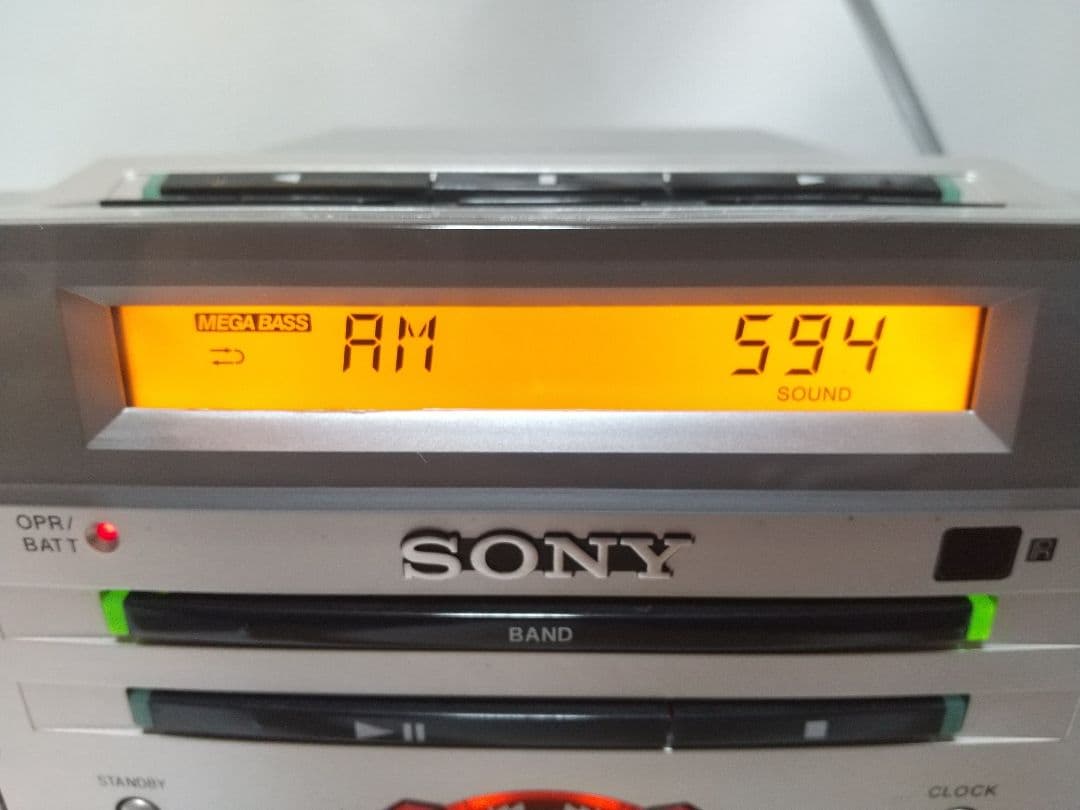 MEGA BASS
AM 594
SOUND
OPR/
BATT
SONY
BAND
STANDBY
CLOCK